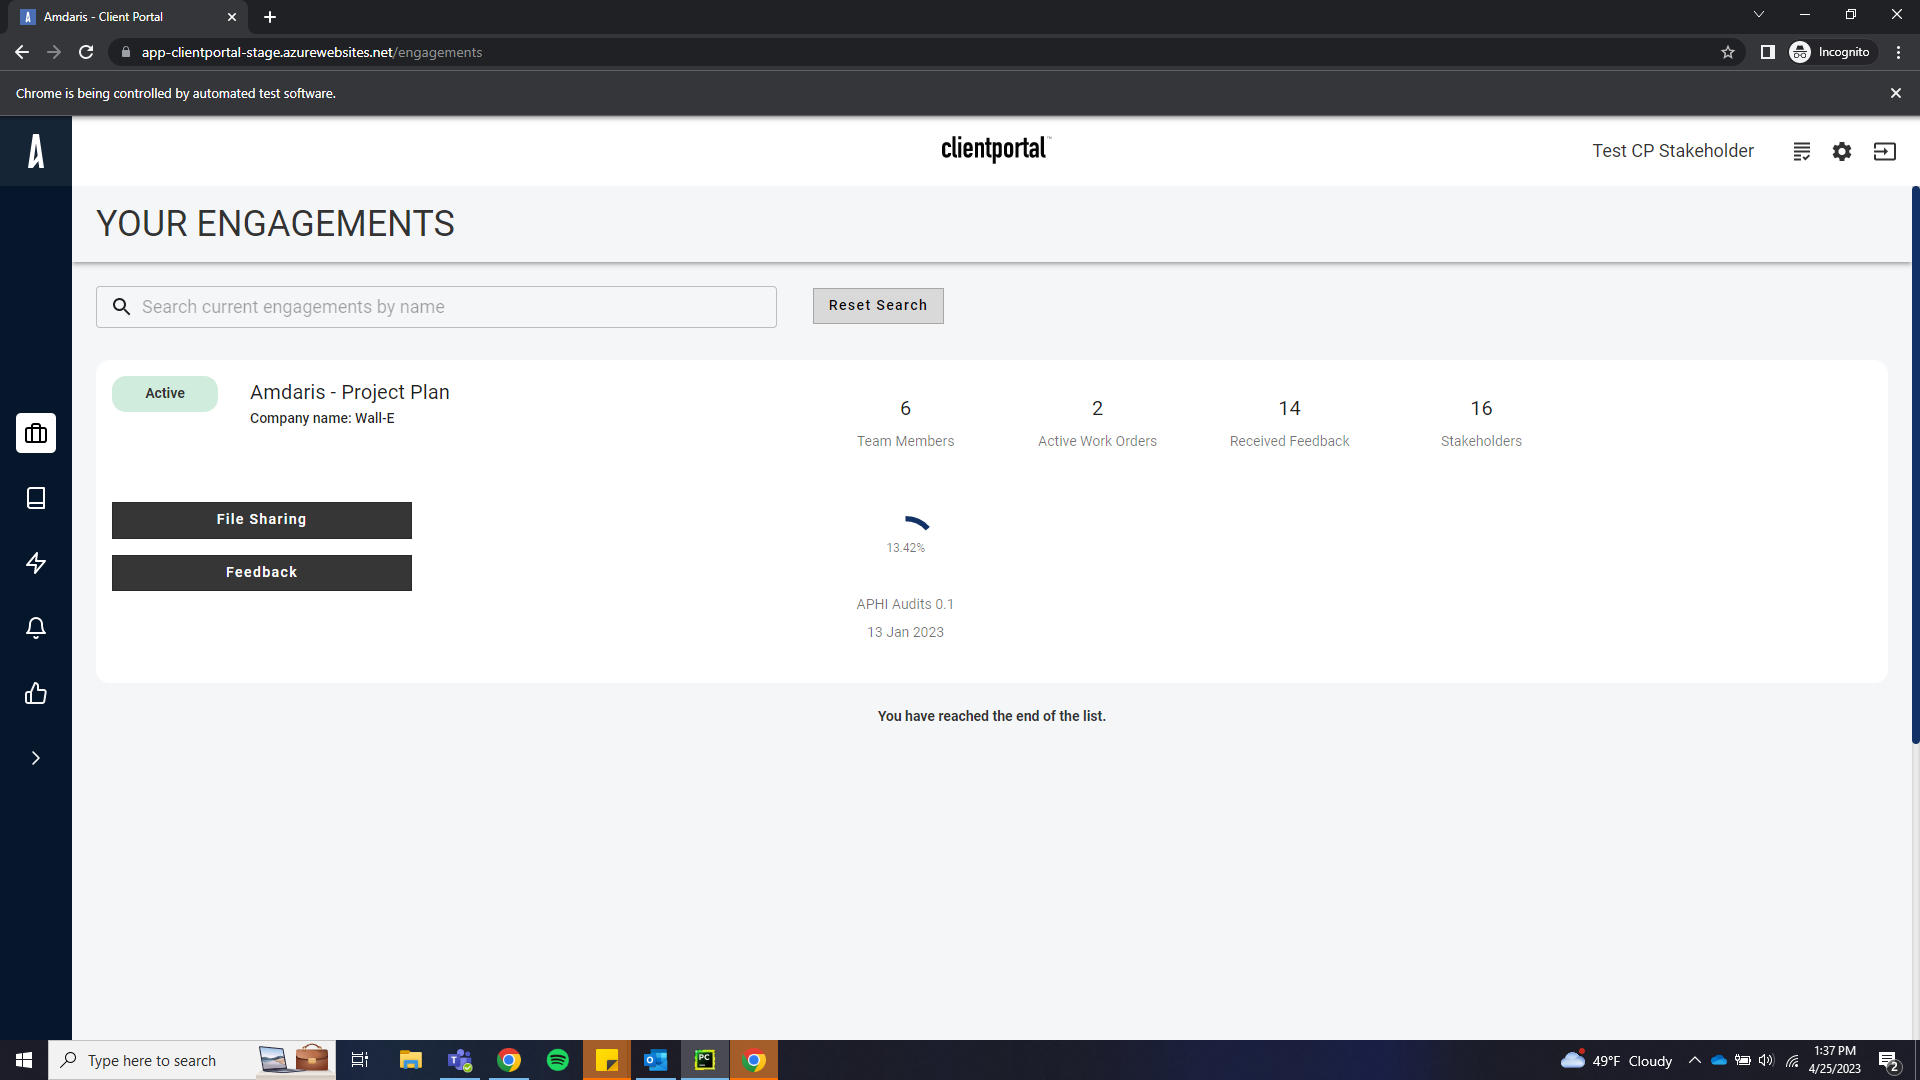 Amdaris - Client Portal
app-clientportal-stage.azurewebsites.net/engagements
Incognito
Chrome is being controlled by automated test software.
clientportal™
Test CP Stakeholder
YOUR ENGAGEMENTS
Search current engagements by name
Reset Search
Active
Amdaris - Project Plan
Company name: Wall-E
6
Team Members
2
Active Work Orders
14
Received Feedback
16
Stakeholders
File Sharing
Feedback
13.42%
APHI Audits 0.1
13 Jan 2023
You have reached the end of the list.
Type here to search
PC
49°F Cloudy
1:37 PM
4/25/2023
2